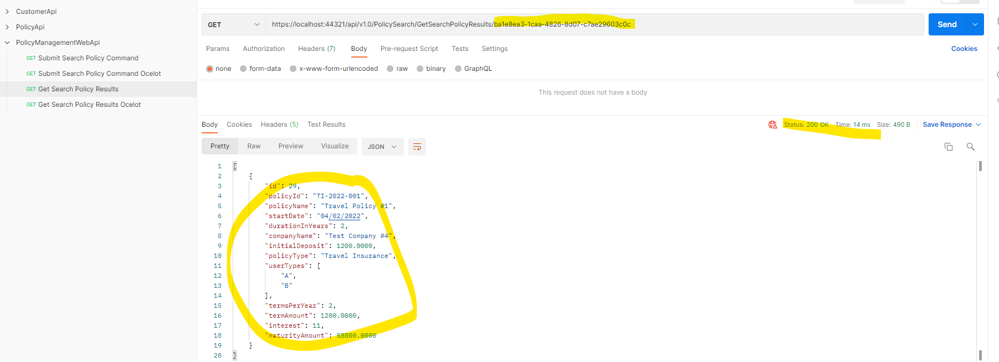 CustomerApi
PolicyApi
PolicyManagementWebApi
GET Submit Search Policy Command
GET Submit Search Policy Command Ocelot
GET Get Search Policy Results
GET Get Search Policy Results Ocelot
GET https://localhost:44321/api/v1.0/PolicySearch/GetSearchPolicyResults/ba1e8ea3-1caa-4826-8d07-c7ae29603c0c Send
Params Authorization Headers (7) Body Pre-request Script Tests Settings Cookies
none form-data x-www-form-urlencoded raw binary GraphQL
This request does not have a body
Body Cookies Headers (5) Test Results Status: 200 OK Time: 14 ms Size: 490 B Save Response
Pretty Raw Preview Visualize JSON
1 [
2 {
3 "id": 29,
4 "policyId": "TI-2022-001",
5 "policyName": "Travel Policy #1",
6 "startDate": "04/02/2022",
7 "durationInYears": 2,
8 "companyName": "Test Company #4",
9 "initialDeposit": 1200.0000,
10 "policyType": "Travel Insurance",
11 "userTypes": [
12 "A",
13 "B"
14 ],
15 "termsPerYear": 2,
16 "termAmount": 1200.0000,
17 "interest": 11,
18 "maturityAmount": 58800.0000
19 }
20 ]